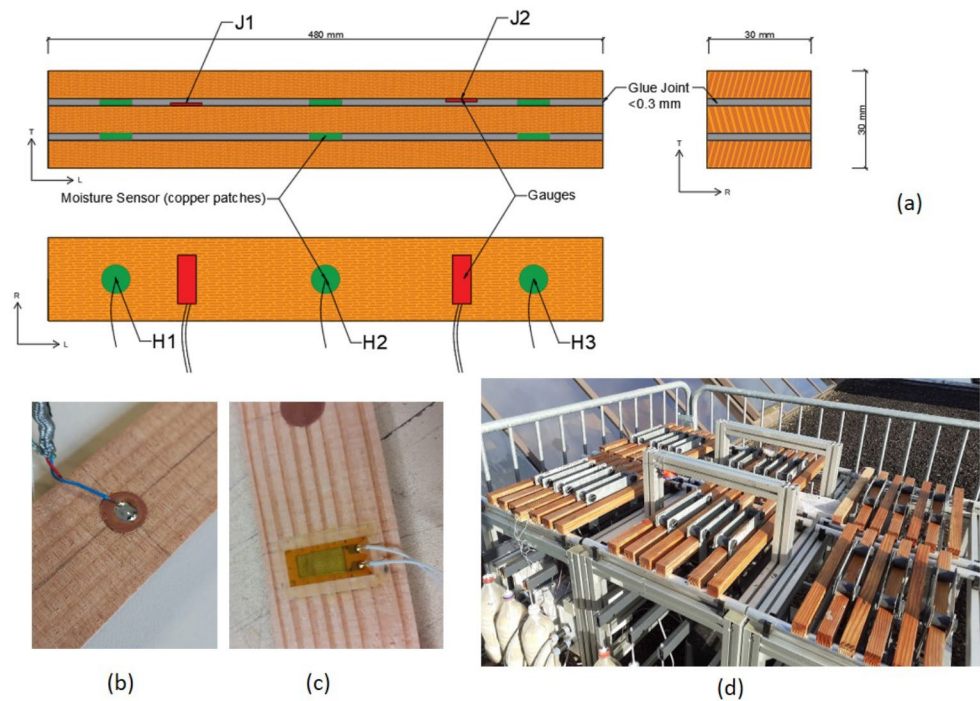 J1
J2
480 mm
30 mm
Glue Joint
<0.3 mm
30 mm
T
L
T
R
Moisture Sensor (copper patches)
Gauges
(a)
R
L
H1
H2
H3
(b)
(c)
(d)